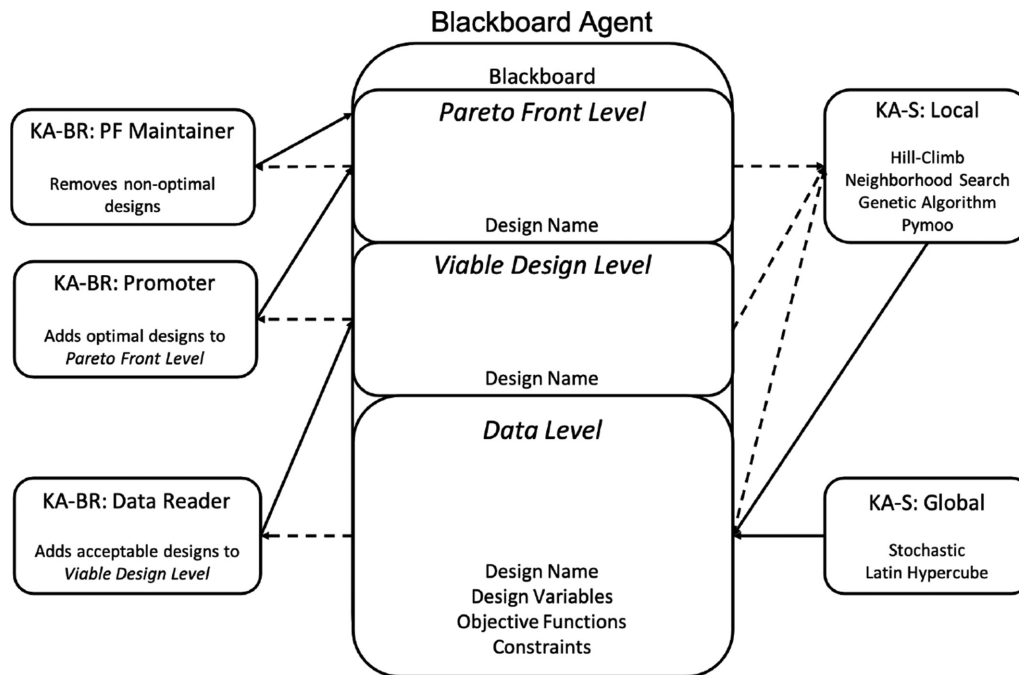 Blackboard Agent
Blackboard
Pareto Front Level
Design Name
Viable Design Level
Design Name
Data Level
Design Name
Design Variables
Objective Functions
Constraints
KA-BR: PF Maintainer
Removes non-optimal
designs
KA-BR: Promoter
Adds optimal designs to
Pareto Front Level
KA-BR: Data Reader
Adds acceptable designs to
Viable Design Level
KA-S: Local
Hill-Climb
Neighborhood Search
Genetic Algorithm
Pymoo
KA-S: Global
Stochastic
Latin Hypercube